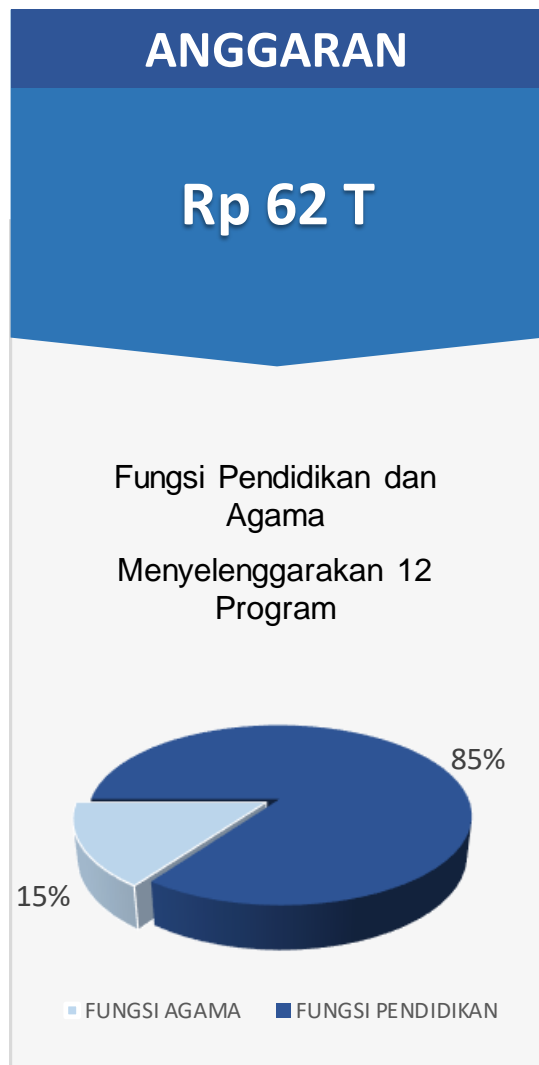 ANGGARAN
Rp 62 T
Fungsi Pendidikan dan
Agama
Menyelenggarakan 12
Program
85%
15%
FUNGSI AGAMA
FUNGSI PENDIDIKAN